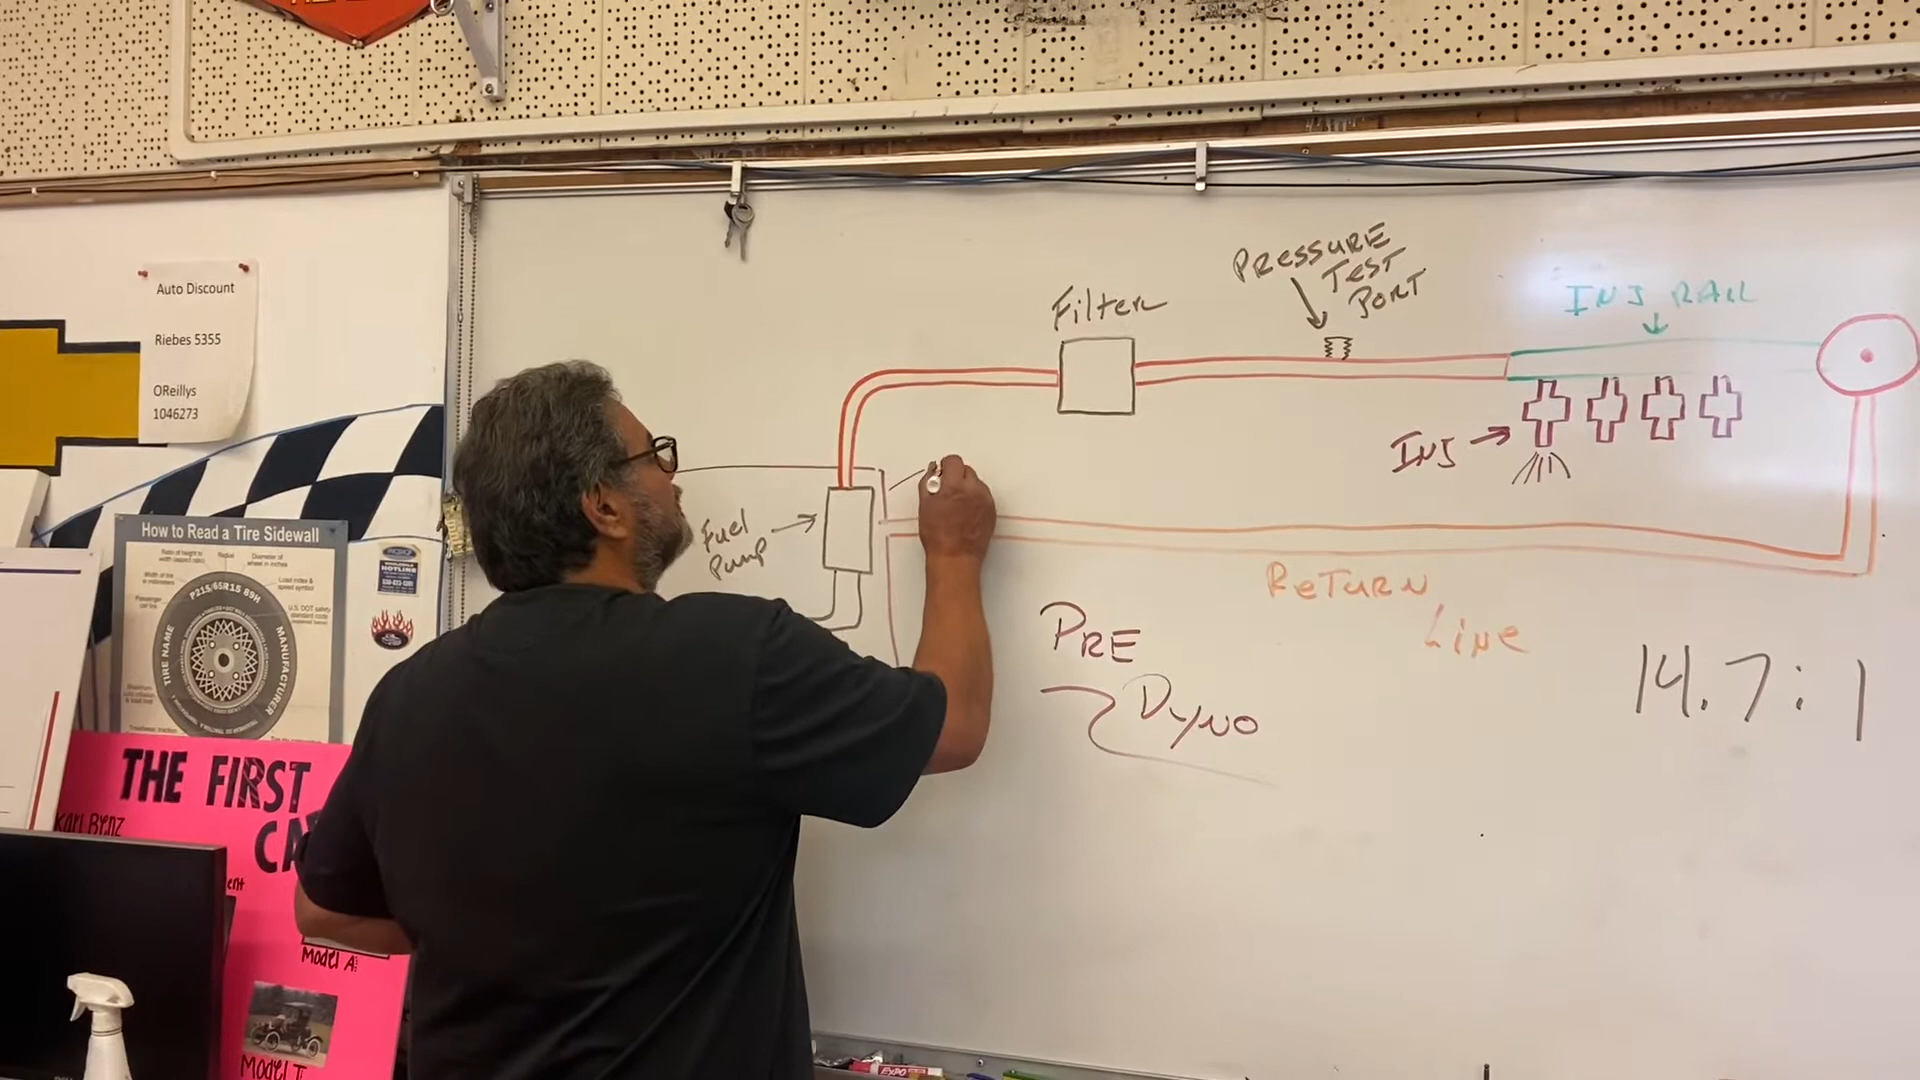 Auto Discount
Riebes 5355
OReillys
1046273
How to Read a Tire Sidewall
P215/65R15 89H
TIRE NAME
MANUFACTURER
THE FIRST
Karl Benz
Model A:
Model T:
Filter
PRESSURE
TEST
PORT
INJ RAIL
INJ
Fuel
Pump
RETURN
Line
PRE
Dyno
14.7:1
EXPO